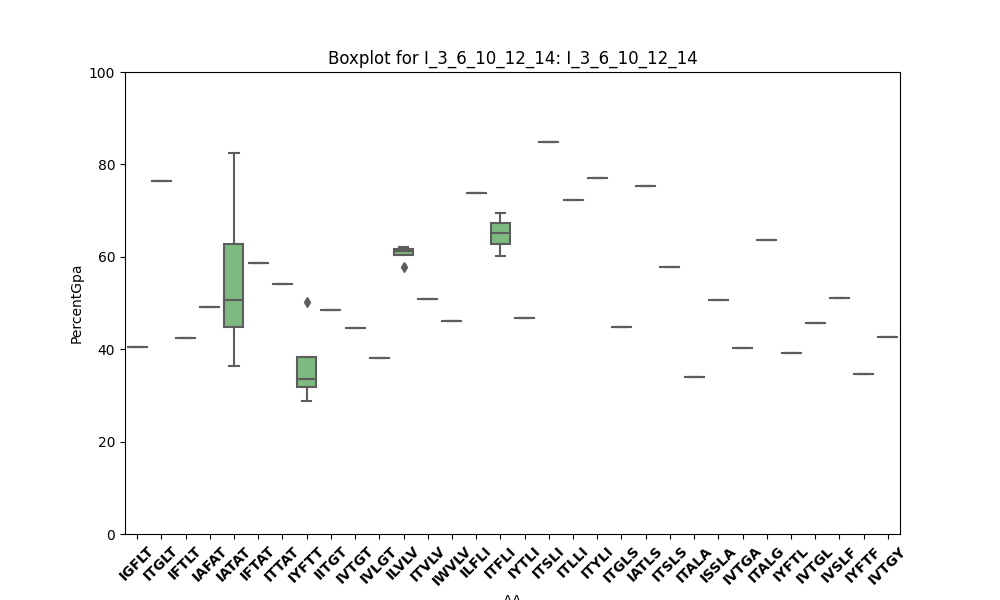 Boxplot for I_3_6_10_12_14: I_3_6_10_12_14
100
80
60
40
20
0
PercentGpa
IGFLT ITGLT IFTLT IAFAT IATAT IFTAT ITTAT IYFTT IITGT IVTGT IVLGT ILVLV ITVLV IWVLV ILFLI ITFLI IYTLI ITSLI ITLLI ITYLI ITGLS IATLS ITSLS ITALA ISSLA IVTGA ITALG IYFTL IVTGL IVSLF IYFTF IVTGY
AA